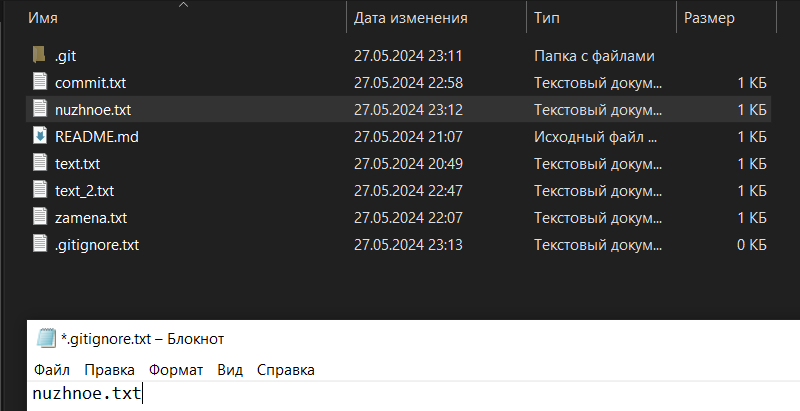 Имя Дата изменения Тип Размер
.git 27.05.2024 23:11 Папка с файлами
commit.txt 27.05.2024 22:58 Текстовый докум... 1 КБ
nuzhnoe.txt 27.05.2024 23:12 Текстовый докум... 1 КБ
README.md 27.05.2024 21:07 Исходный файл ... 1 КБ
text.txt 27.05.2024 20:49 Текстовый докум... 1 КБ
text_2.txt 27.05.2024 22:47 Текстовый докум... 1 КБ
zamena.txt 27.05.2024 22:07 Текстовый докум... 1 КБ
.gitignore.txt 27.05.2024 23:13 Текстовый докум... 0 КБ
*.gitignore.txt – Блокнот
Файл Правка Формат Вид Справка
nuzhnoe.txt